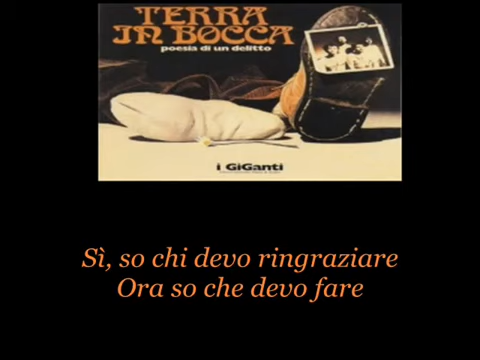 TERRA
IN BOCCA
poesia di un delitto
i GiGanti
Sì, so chi devo ringraziare
Ora so che devo fare